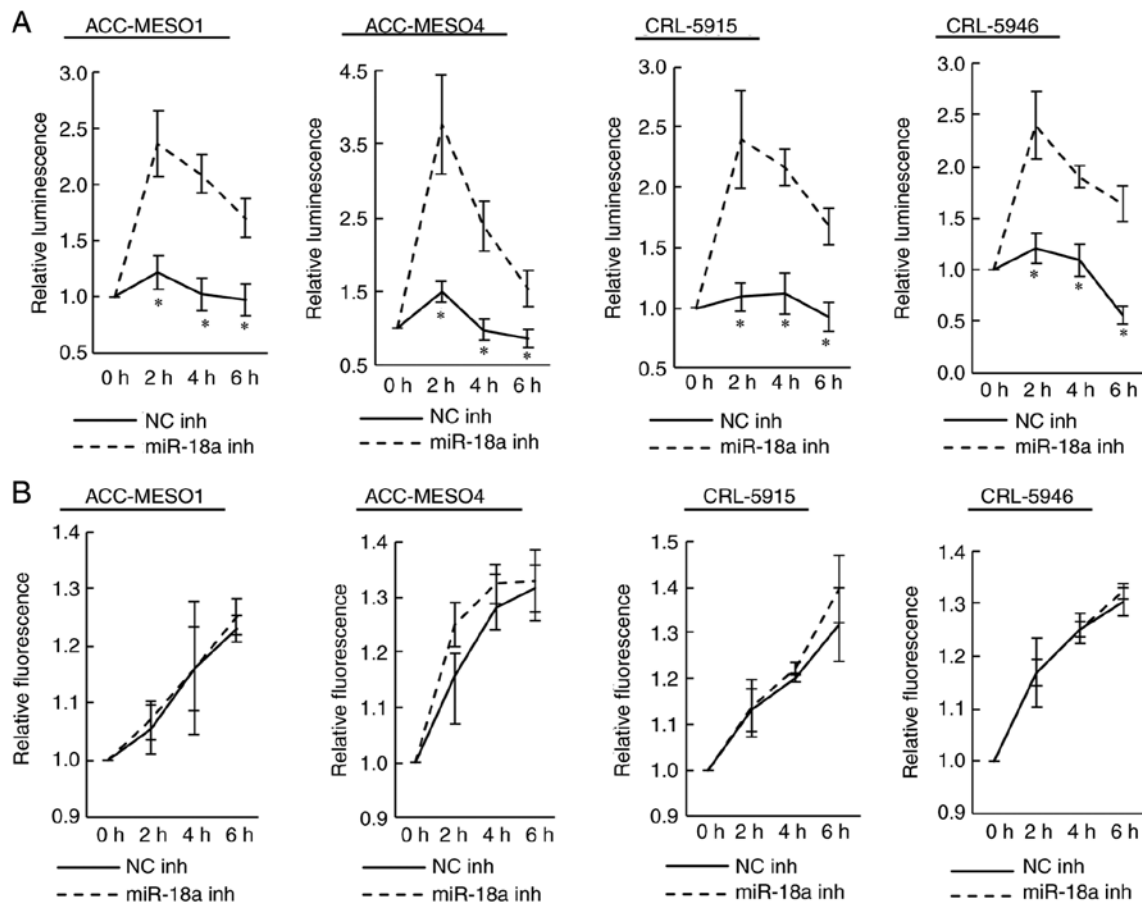 A
ACC-MESO1
ACC-MESO4
CRL-5915
CRL-5946
Relative luminescence
3.0
2.5
2.0
1.5
1.0
0.5
*
*
*
0 h 2 h 4 h 6 h
NC inh
miR-18a inh
Relative luminescence
4.5
3.5
2.5
1.5
0.5
*
*
*
0 h 2 h 4 h 6 h
NC inh
miR-18a inh
Relative luminescence
3.0
2.5
2.0
1.5
1.0
0.5
*
*
*
0 h 2 h 4 h 6 h
NC inh
miR-18a inh
Relative luminescence
3.0
2.5
2.0
1.5
1.0
0.5
0.0
*
*
*
0 h 2 h 4 h 6 h
NC inh
miR-18a inh
B
ACC-MESO1
ACC-MESO4
CRL-5915
CRL-5946
Relative fluorescence
1.4
1.3
1.2
1.1
1.0
0.9
0 h 2 h 4 h 6 h
NC inh
miR-18a inh
Relative fluorescence
1.4
1.3
1.2
1.1
1.0
0.9
0 h 2 h 4 h 6 h
NC inh
miR-18a inh
Relative fluorescence
1.5
1.4
1.3
1.2
1.1
1.0
0.9
0 h 2 h 4 h 6 h
NC inh
miR-18a inh
Relative fluorescence
1.4
1.3
1.2
1.1
1.0
0.9
0 h 2 h 4 h 6 h
NC inh
miR-18a inh